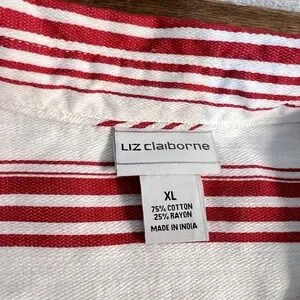 LIZ claiborne
XL
75% COTTON
25% RAYON
MADE IN INDIA